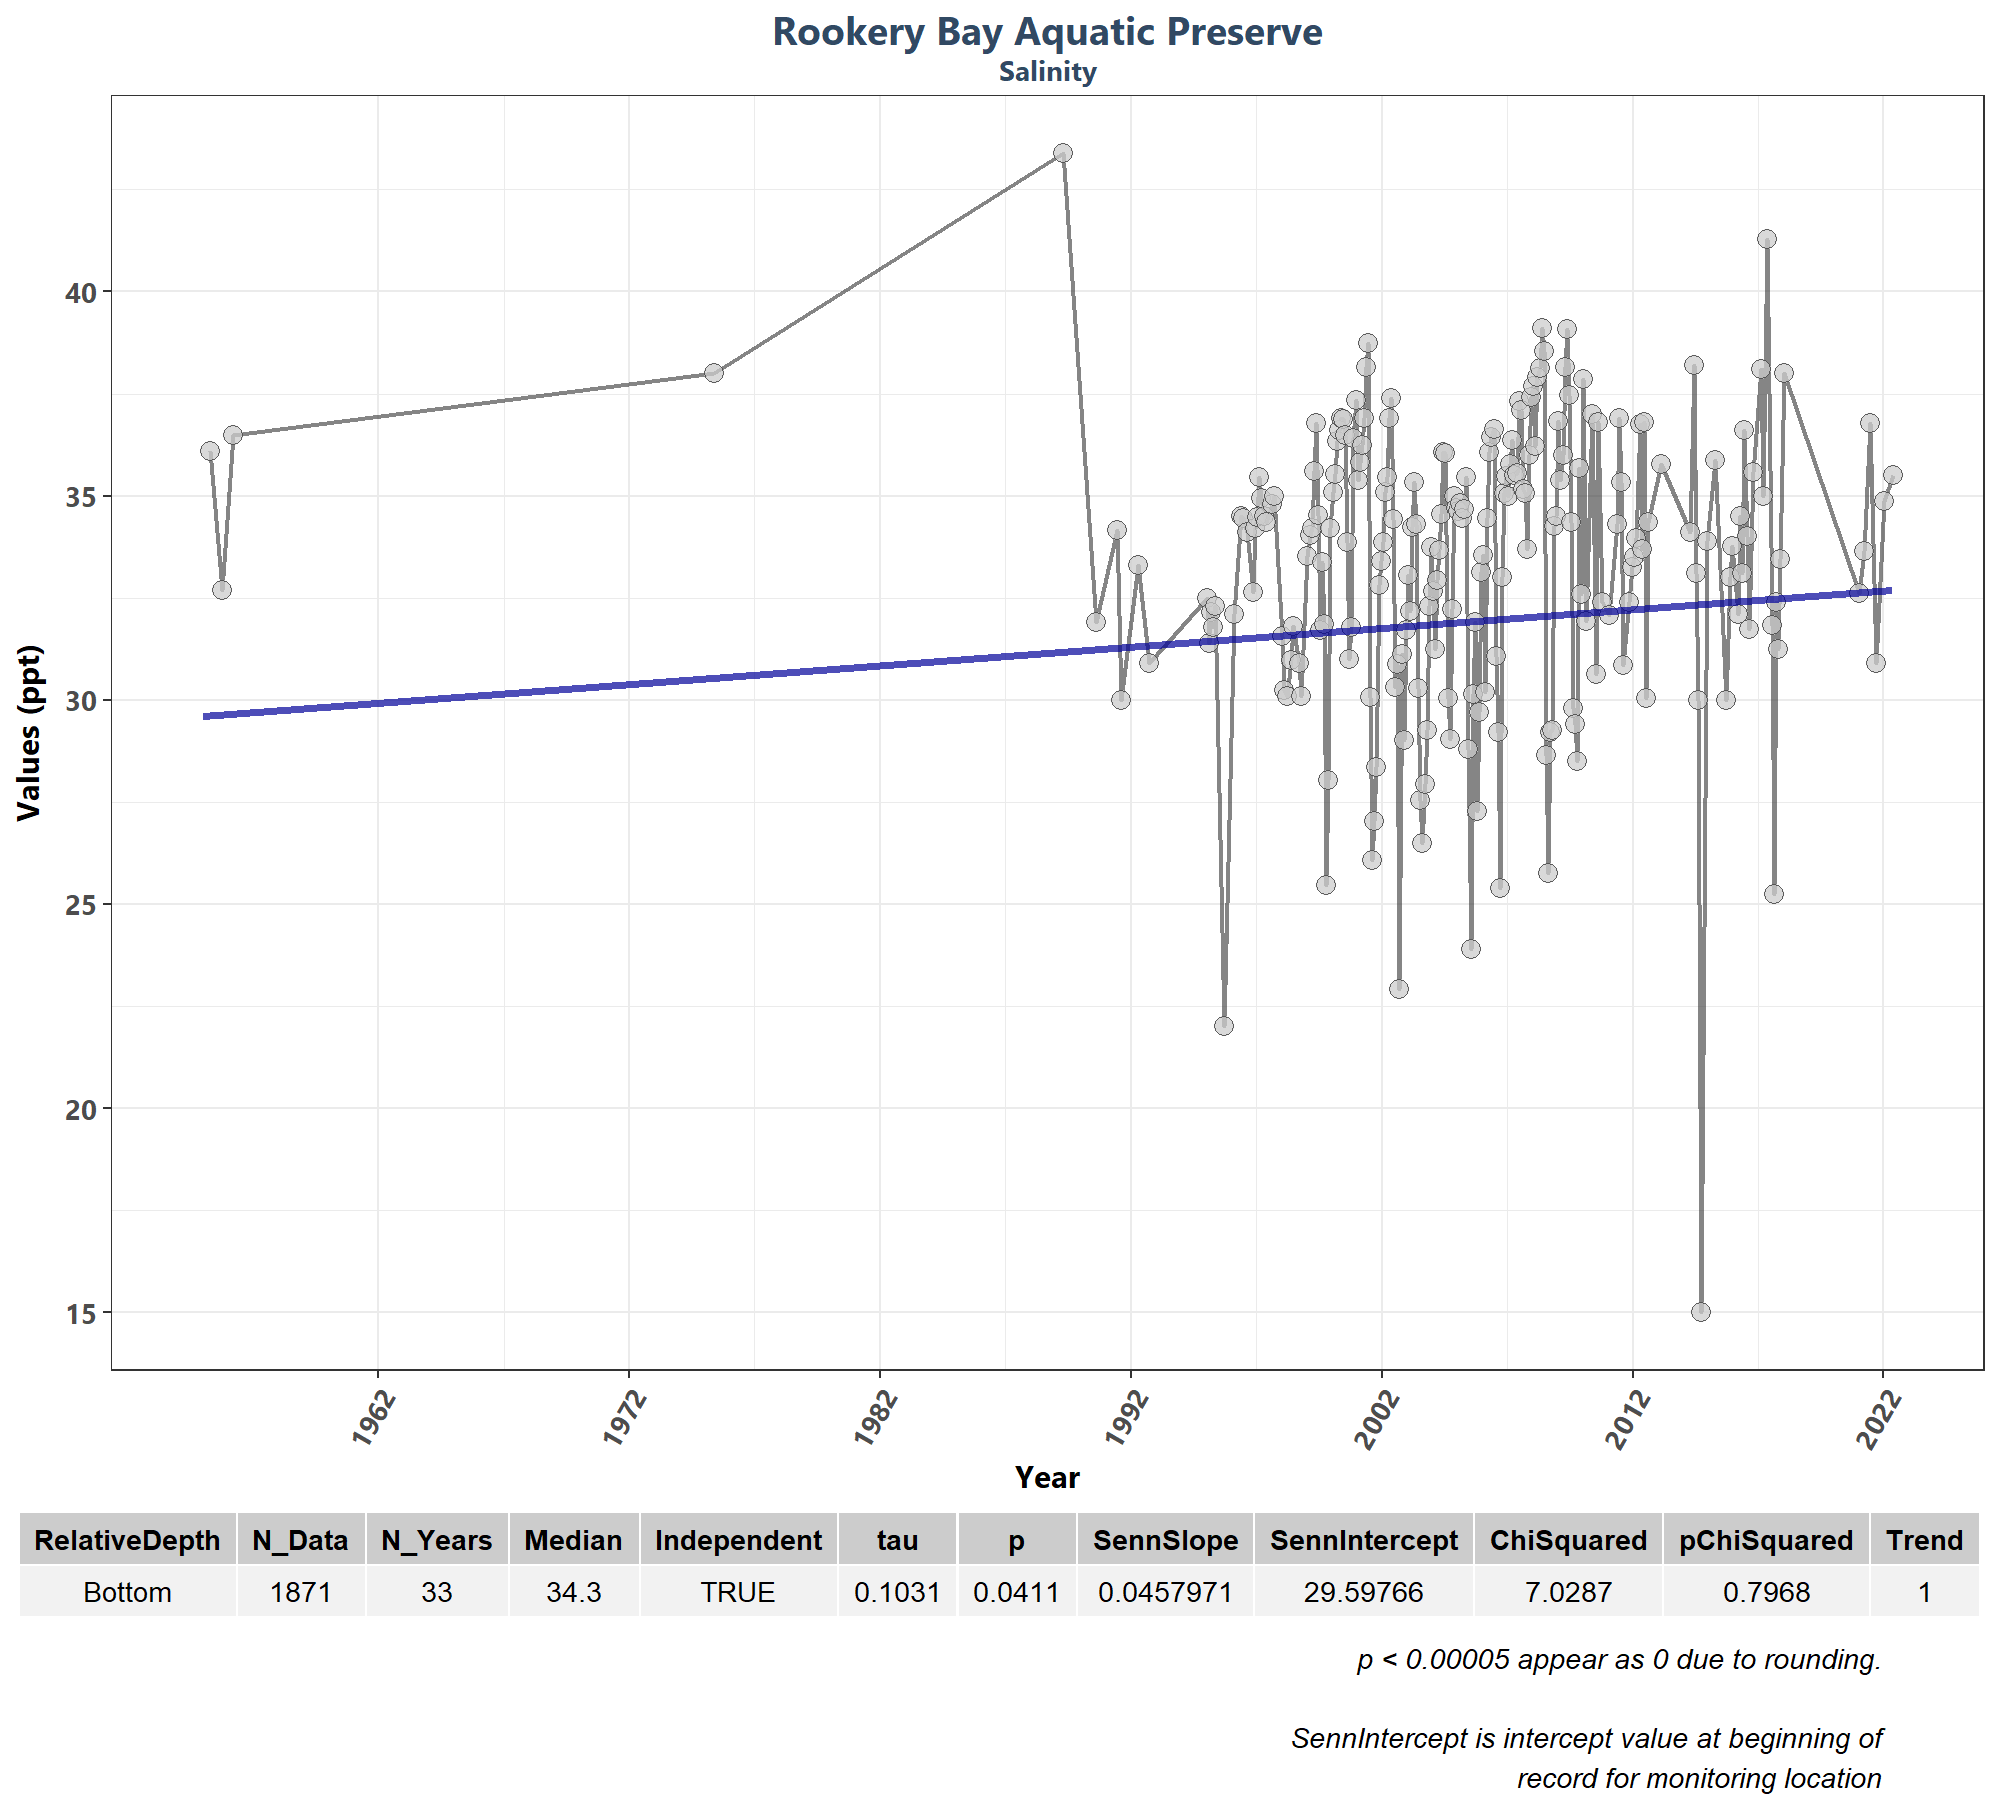 Rookery Bay Aquatic Preserve
Salinity
Values (ppt)
40
35
30
25
20
15
1962
1972
1982
1992
2002
2012
2022
Year
RelativeDepth N_Data N_Years Median Independent tau p SennSlope SennIntercept ChiSquared pChiSquared Trend
Bottom 1871 33 34.3 TRUE 0.1031 0.0411 0.0457971 29.59766 7.0287 0.7968 1
p < 0.00005 appear as 0 due to rounding.
SennIntercept is intercept value at beginning of
record for monitoring location